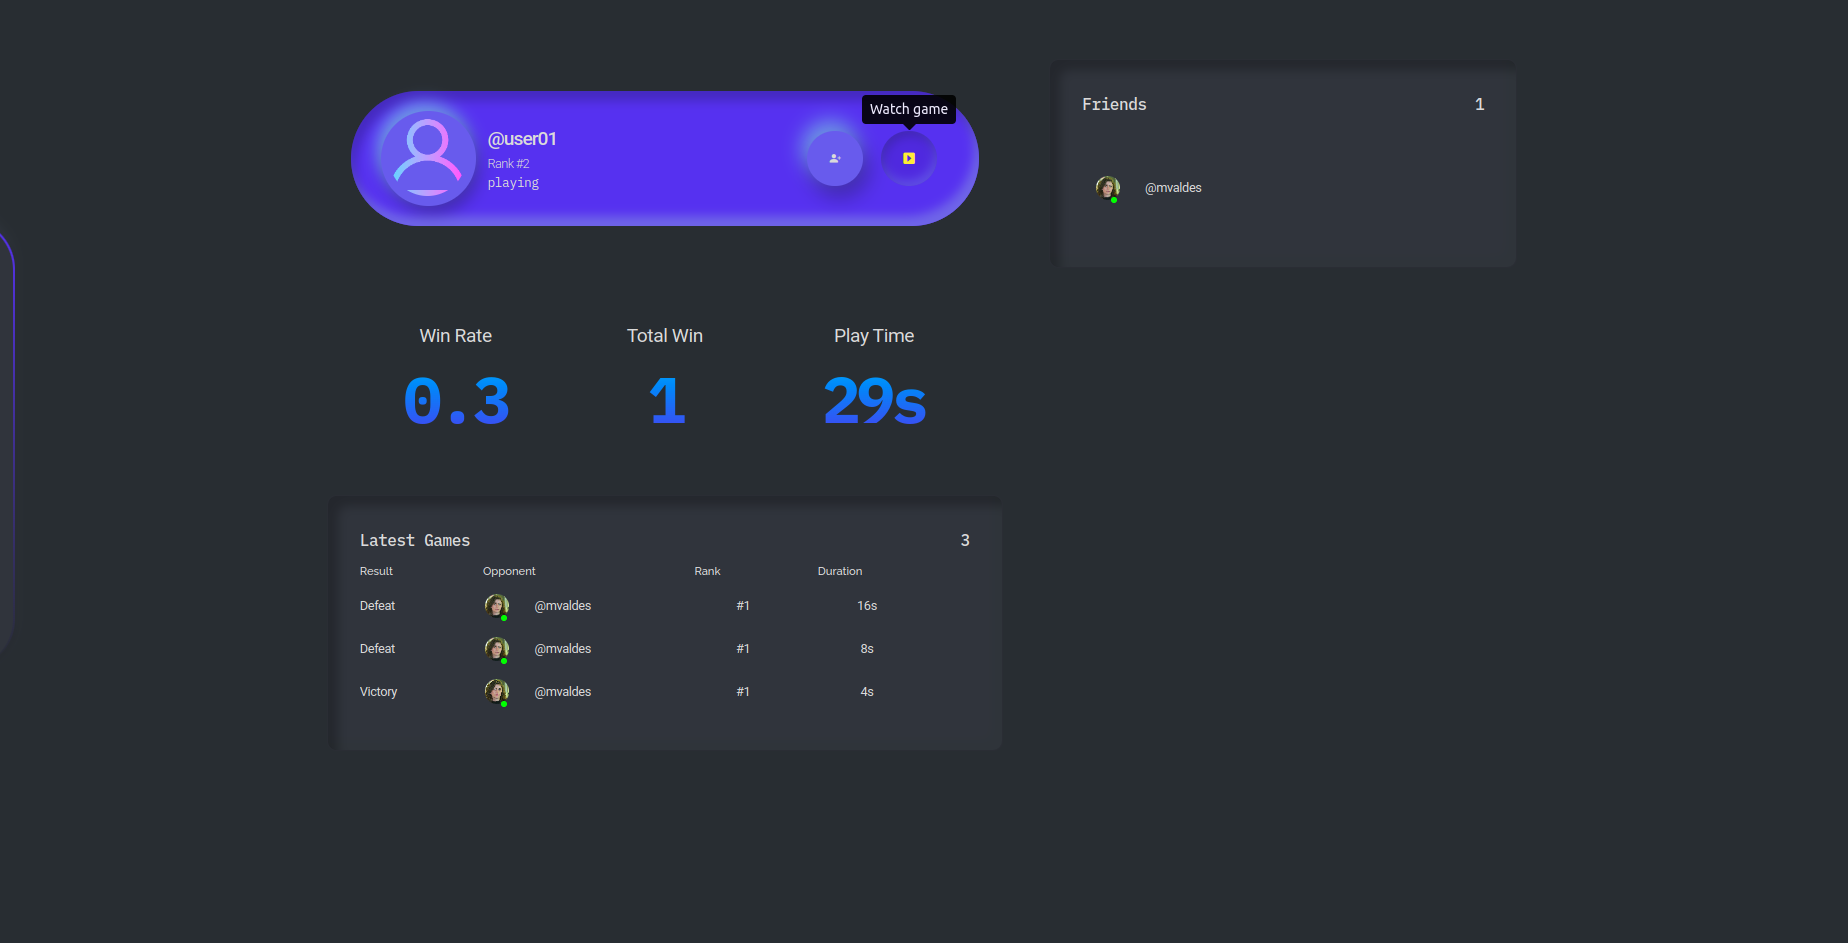 @user01
Rank #2
playing
Watch game
Friends 1
@mvaldes
Win Rate Total Win Play Time
0.3 1 29s
Latest Games 3
Result Opponent Rank Duration
Defeat @mvaldes #1 16s
Defeat @mvaldes #1 8s
Victory @mvaldes #1 4s